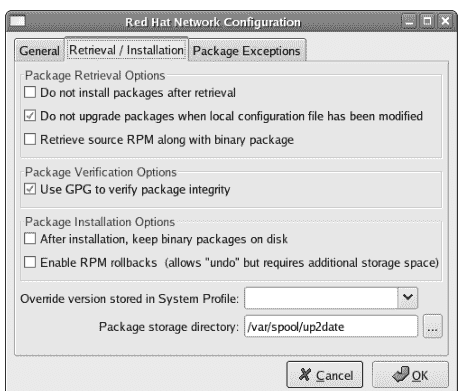 Red Hat Network Configuration
General Retrieval / Installation Package Exceptions
Package Retrieval Options
Do not install packages after retrieval
Do not upgrade packages when local configuration file has been modified
Retrieve source RPM along with binary package
Package Verification Options
Use GPG to verify package integrity
Package Installation Options
After installation, keep binary packages on disk
Enable RPM rollbacks (allows "undo" but requires additional storage space)
Override version stored in System Profile:
Package storage directory: /var/spool/up2date ...
Cancel OK